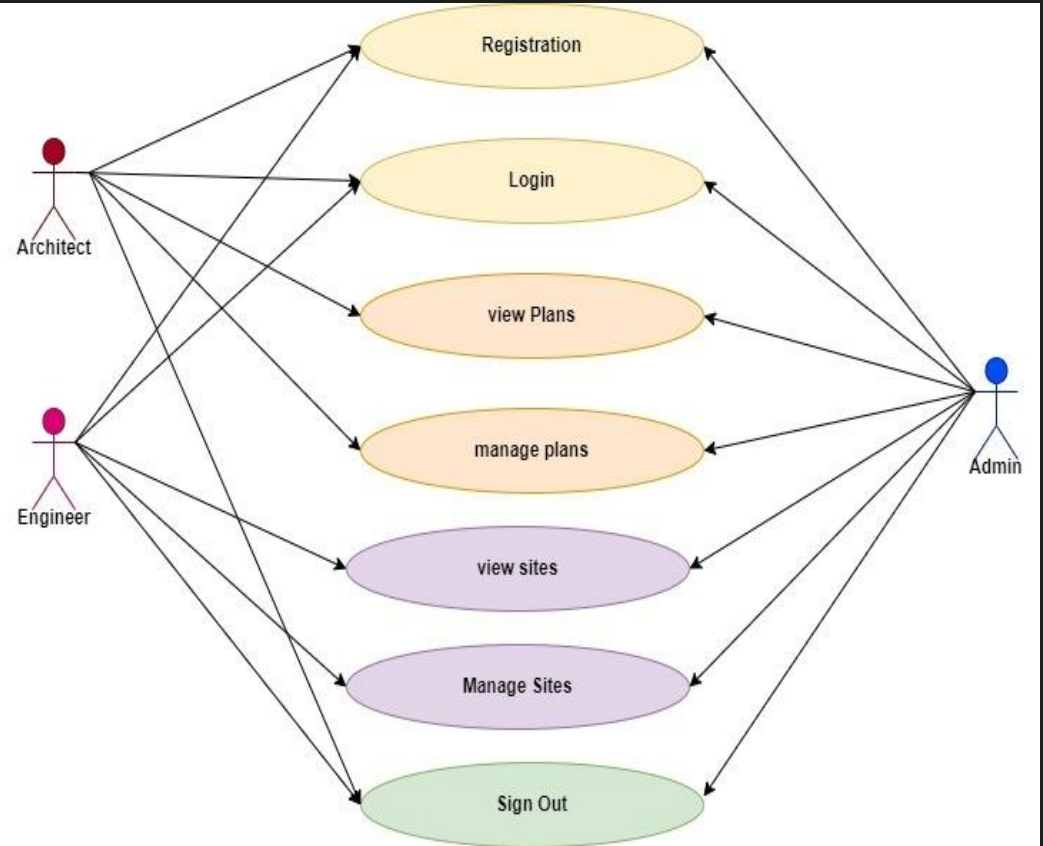 Registration
Login
Architect
view Plans
manage plans
Admin
Engineer
view sites
Manage Sites
Sign Out